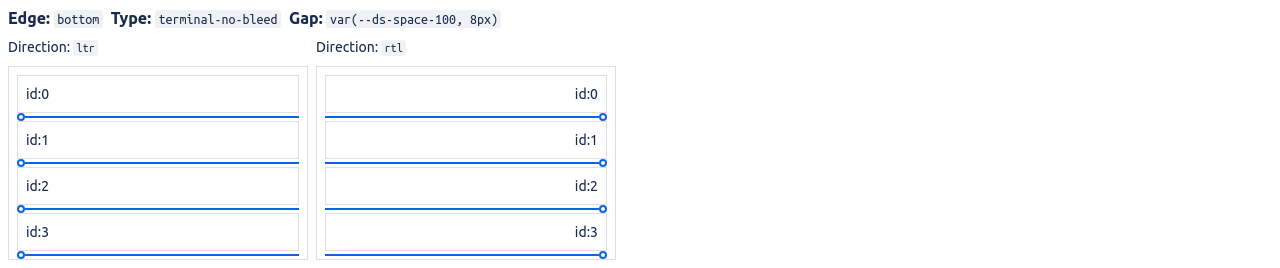 Edge: bottom Type: terminal-no-bleed Gap: var(--ds-space-100, 8px)
Direction: ltr
id:0
id:1
id:2
id:3
Direction: rtl
id:0
id:1
id:2
id:3